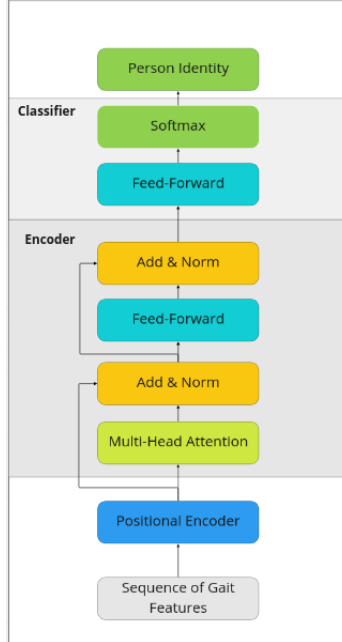 Person Identity
Classifier
Softmax
Feed-Forward
Encoder
Add & Norm
Feed-Forward
Add & Norm
Multi-Head Attention
Positional Encoder
Sequence of Gait
Features